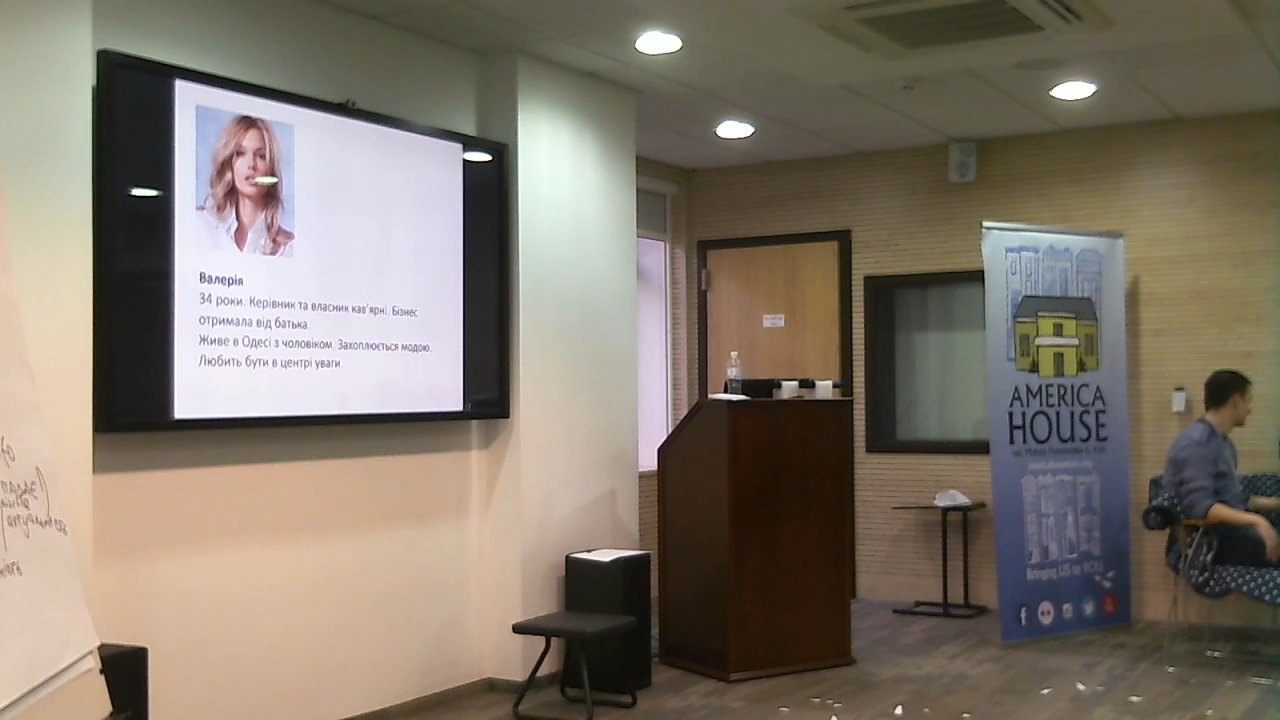 Валерія
34 роки. Керівник та власник кав'ярні. Бізнес
отримала від батька.
Живе в Одесі з чоловіком. Захоплюється модою.
Любить бути в центрі уваги.
AMERICA
HOUSE
Bringing US to YOU